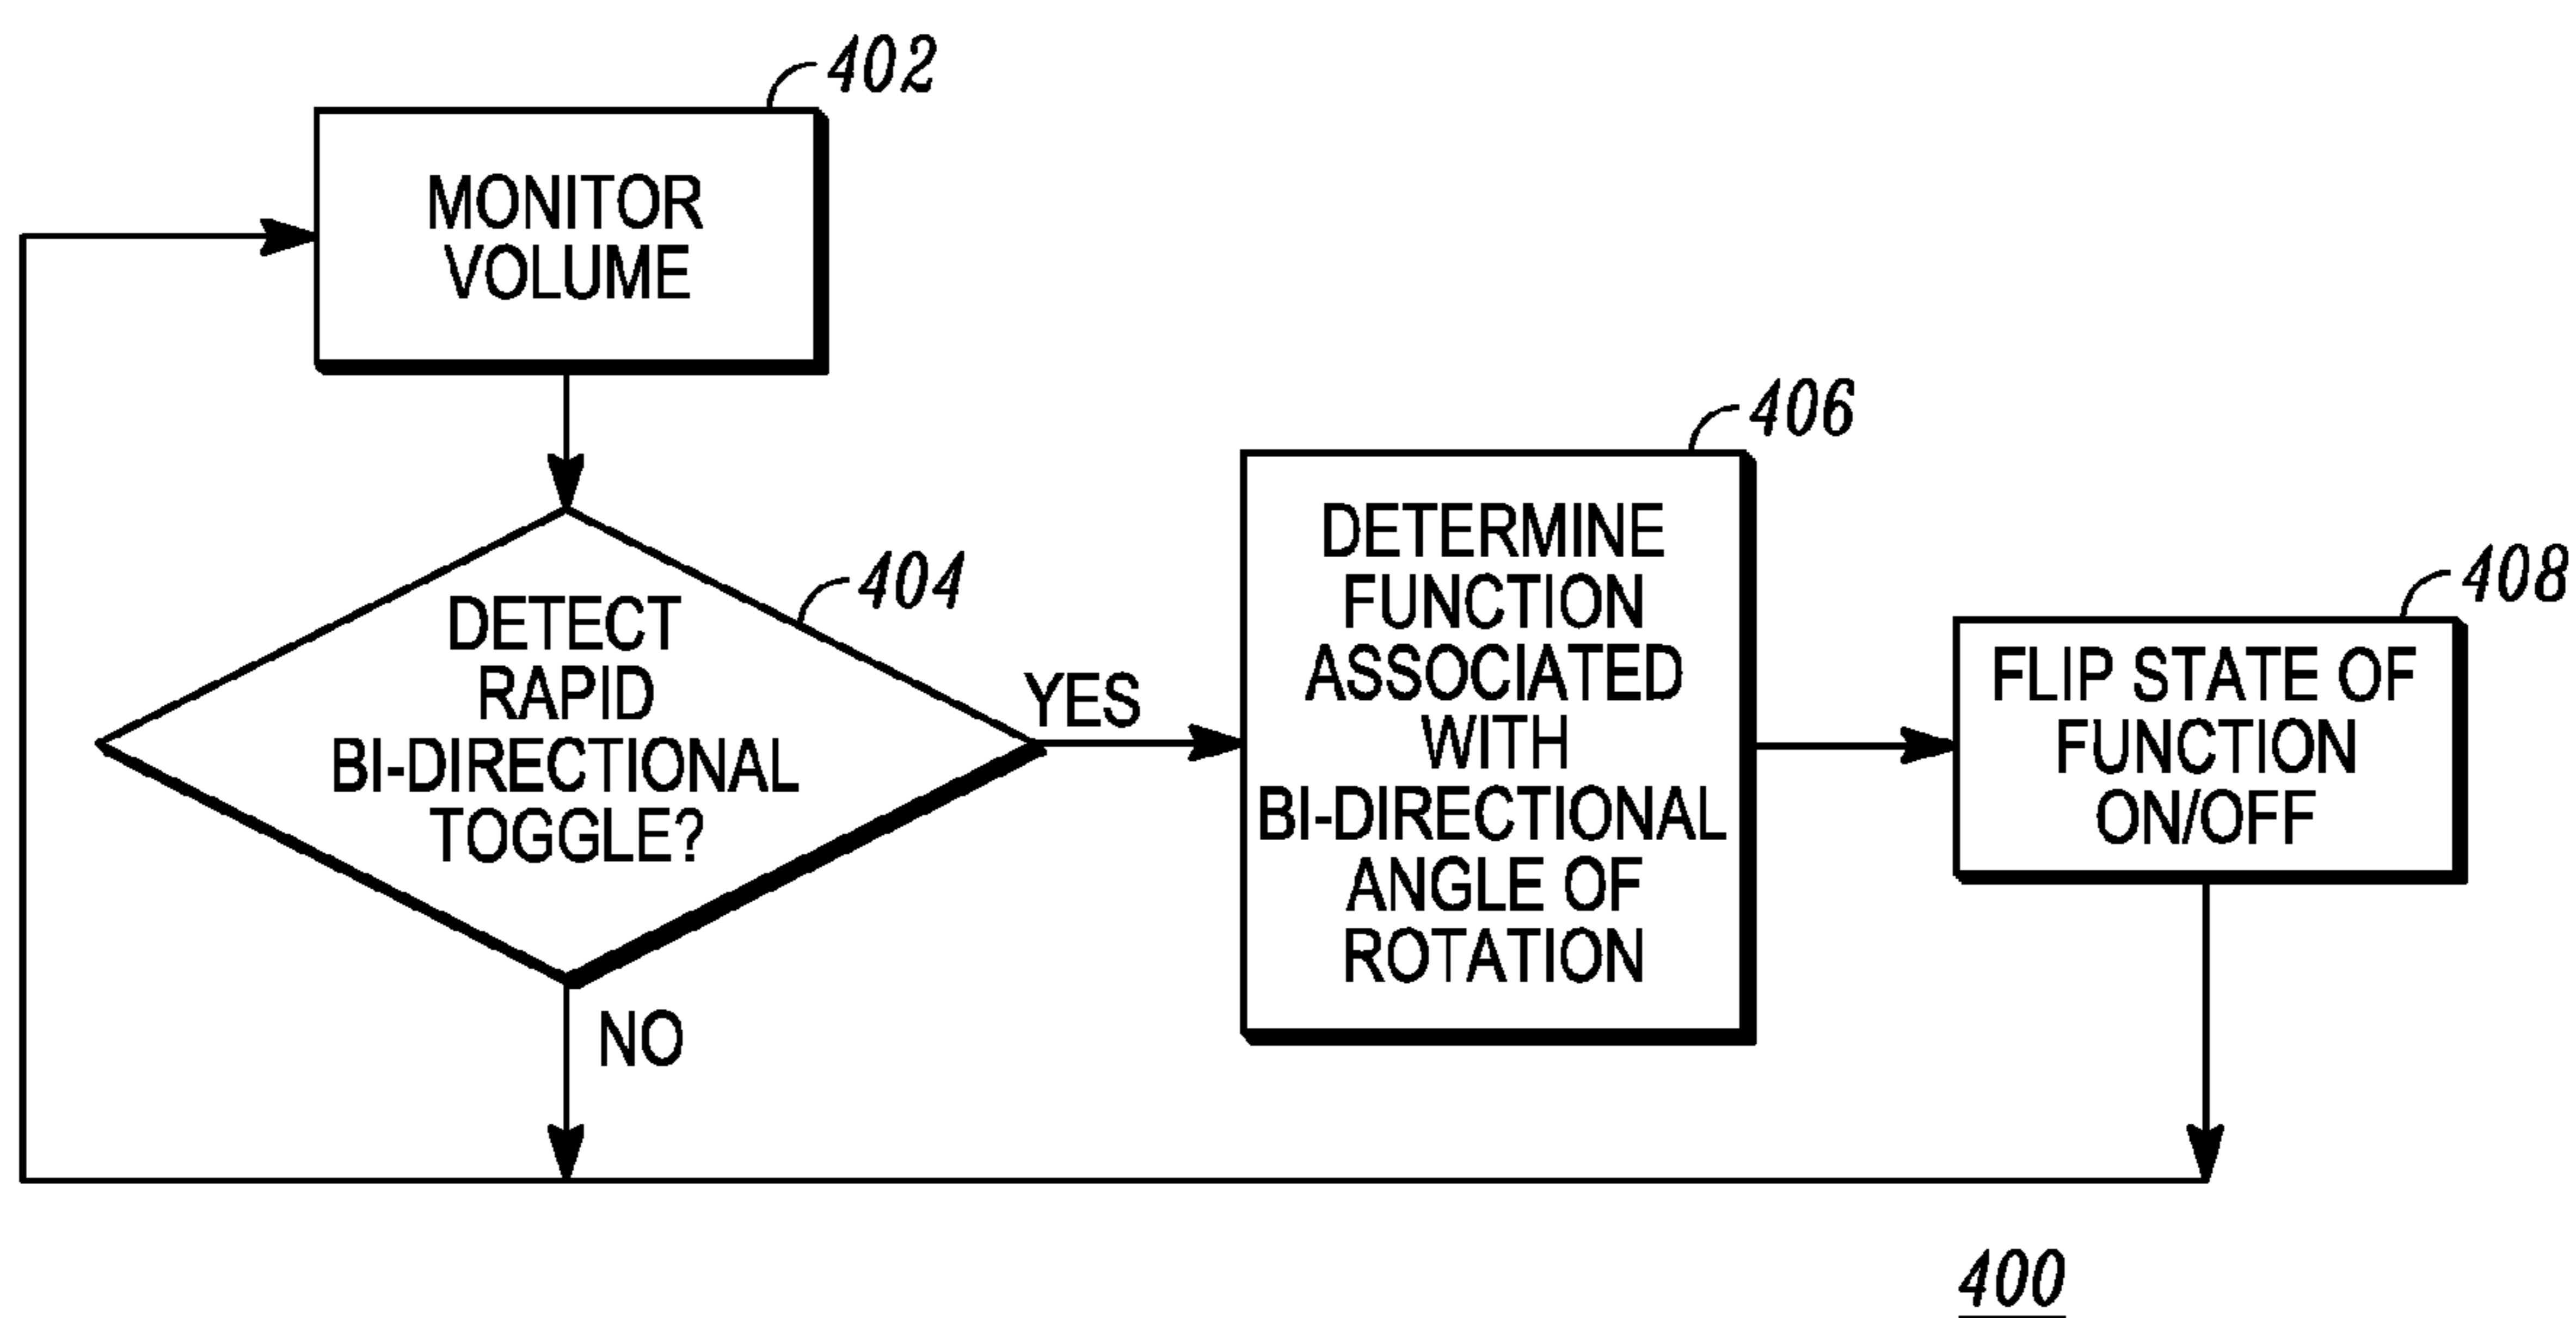 402
MONITOR
VOLUME
404
DETECT
RAPID
BI-DIRECTIONAL
TOGGLE?
YES
NO
406
DETERMINE
FUNCTION
ASSOCIATED
WITH
BI-DIRECTIONAL
ANGLE OF
ROTATION
408
FLIP STATE OF
FUNCTION
ON/OFF
400